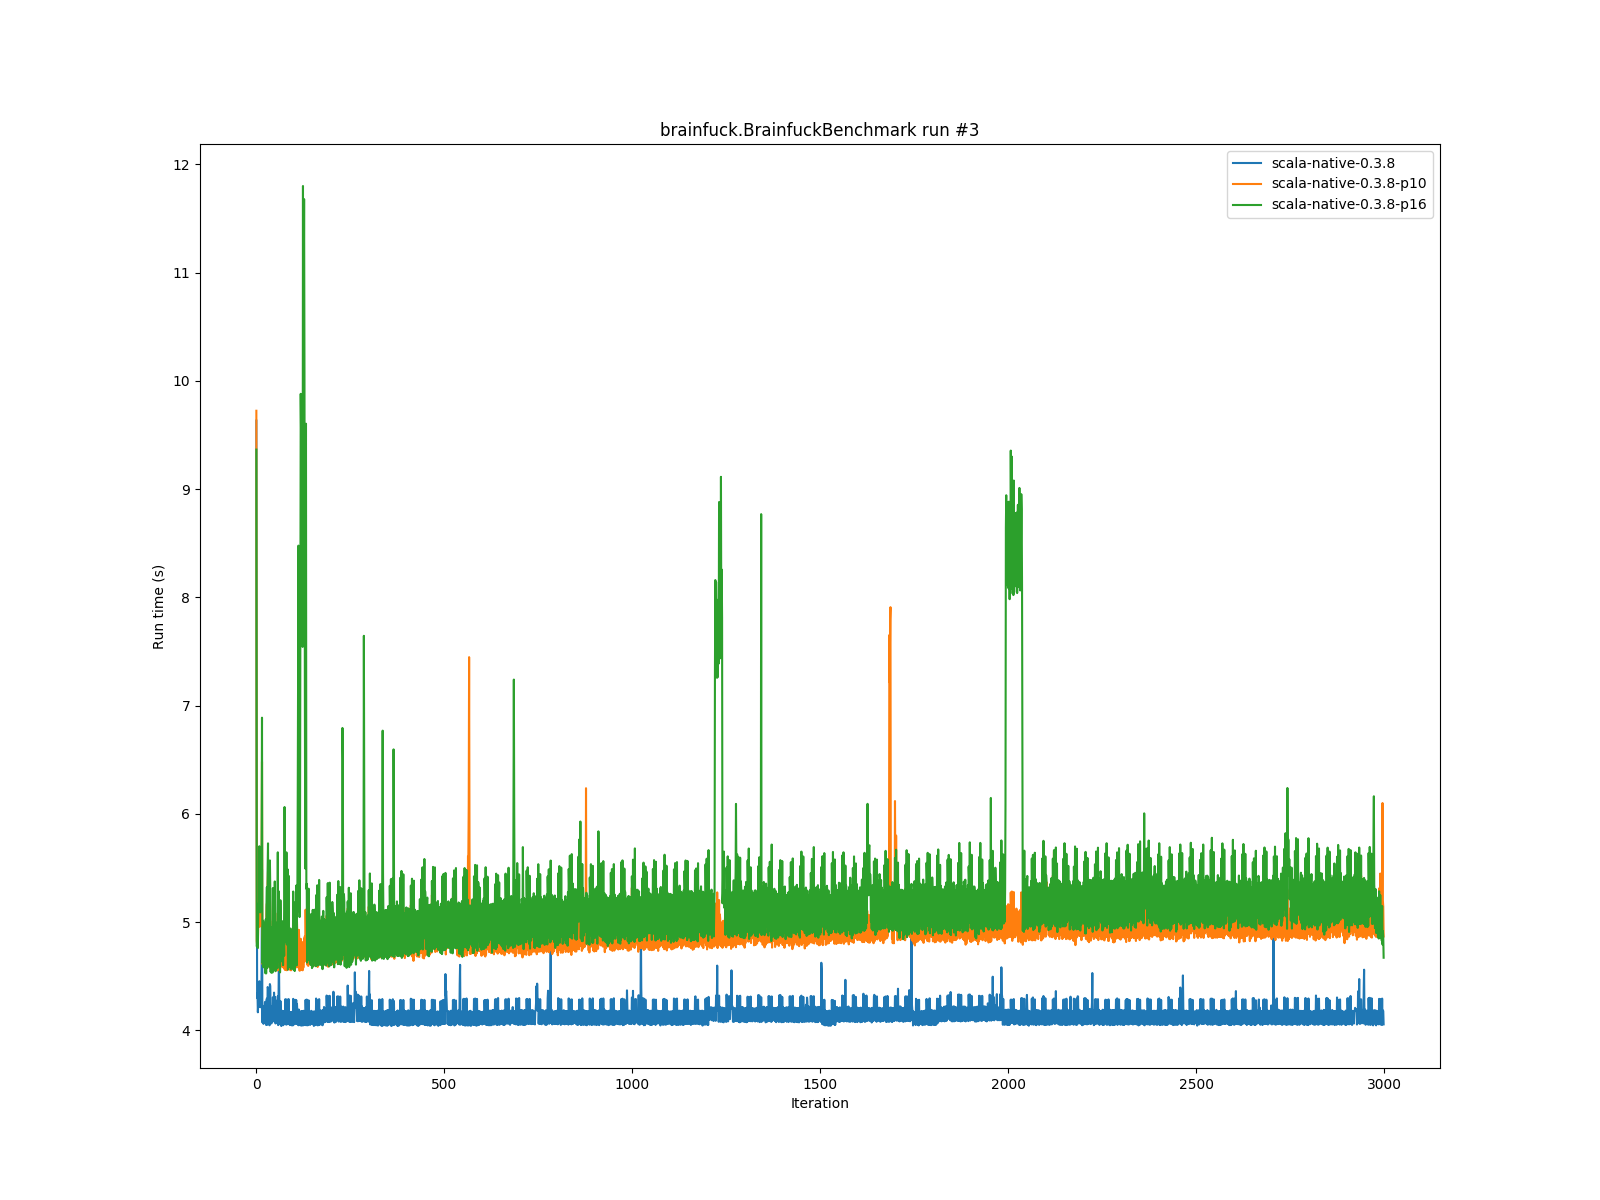 brainfuck.BrainfuckBenchmark run #3
scala-native-0.3.8
scala-native-0.3.8-p10
scala-native-0.3.8-p16
12
11
10
9
8
7
6
5
4
Run time (s)
0
500
1000
1500
2000
2500
3000
Iteration